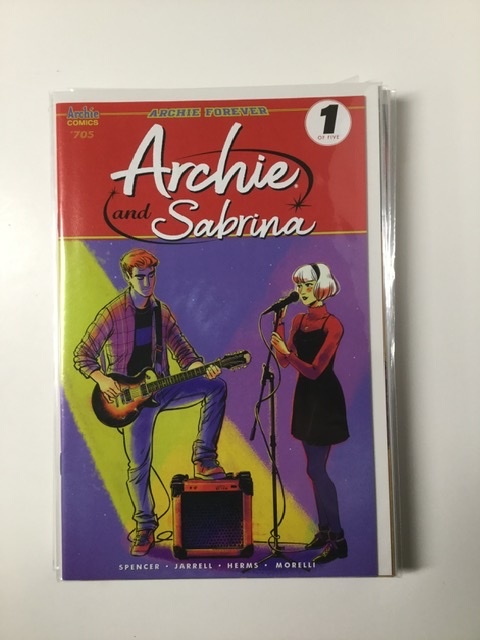 ARCHIE FOREVER
Archie
COMICS
'705
1
OF FIVE
Archie
and Sabrina
SPENCER • JARRELL • HERMS • MORELLI